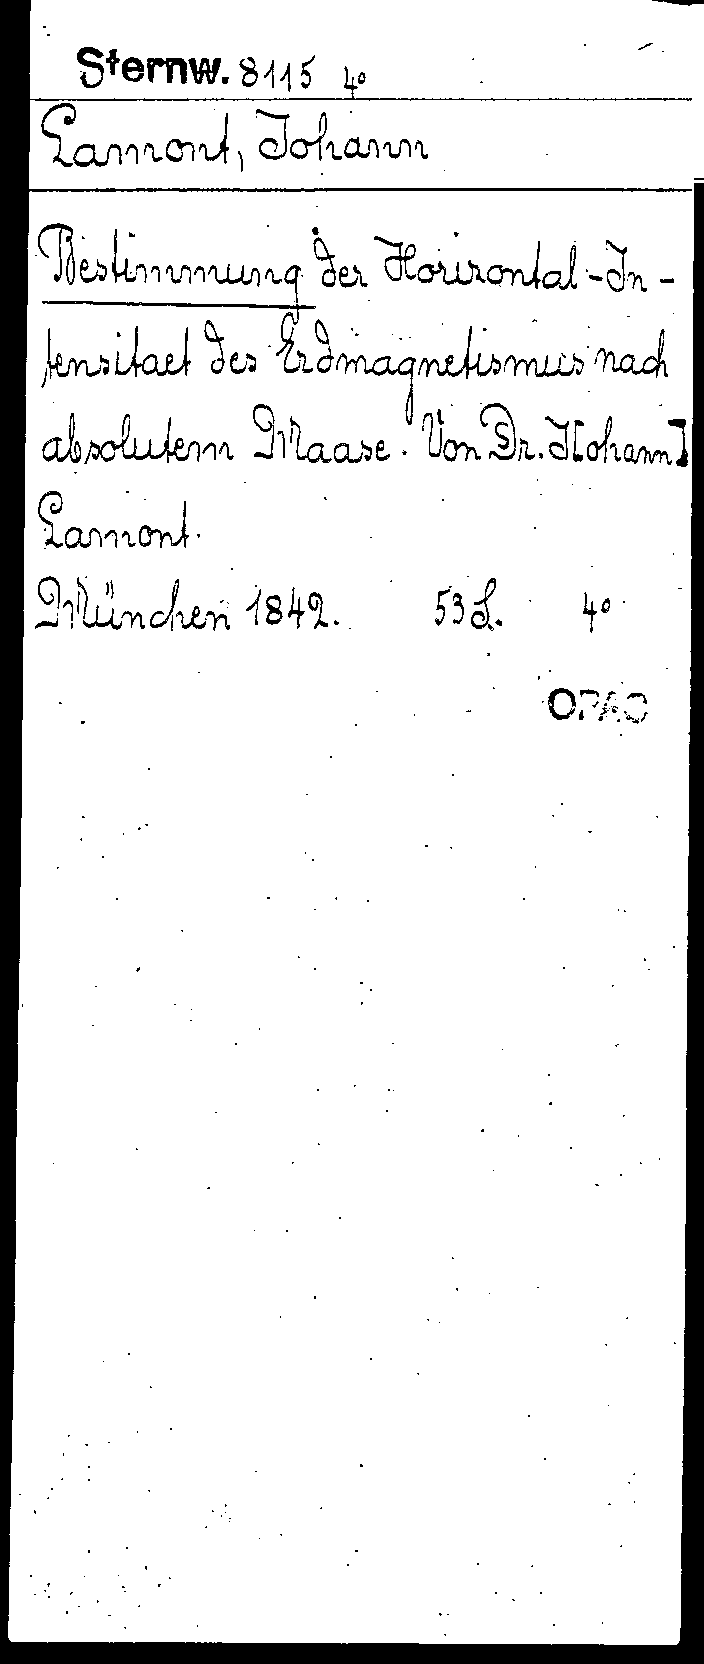 Sternw. 8115 4°
Lamont, Johann
Bestimmung der Horizontal-In-
tensitaet des Erdmagnetismus nach
absolutem Maase. Von Dr. J[ohann]
Lamont.
München 1842. 53 S. 4°
OPAC